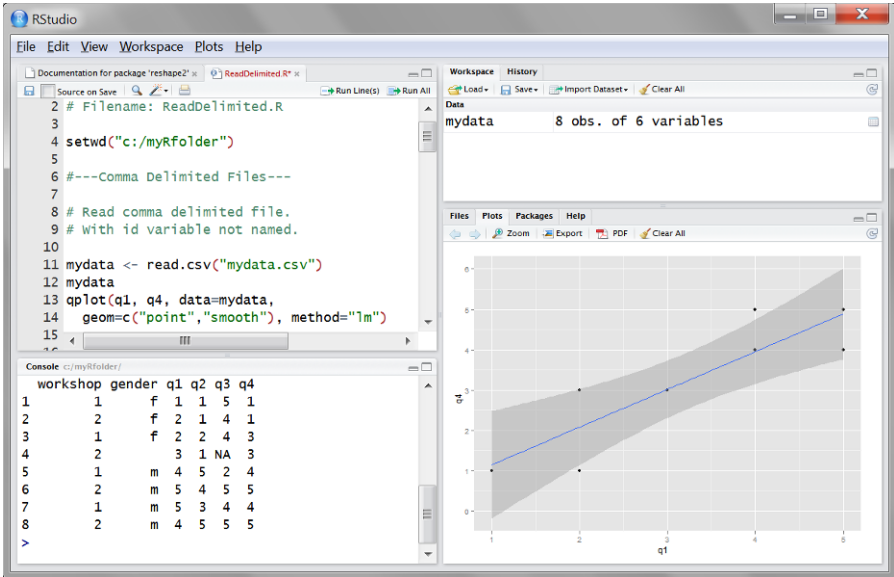 RStudio
File Edit View Workspace Plots Help
Documentation for package 'reshape2' × ReadDelimited.R* ×
Source on Save Run Line(s) Run All
2 # Filename: ReadDelimited.R
3
4 setwd("c:/myRfolder")
5
6 #---Comma Delimited Files---
7
8 # Read comma delimited file.
9 # With id variable not named.
10
11 mydata <- read.csv("mydata.csv")
12 mydata
13 qplot(q1, q4, data=mydata,
14 geom=c("point","smooth"), method="lm")
15
Console c:/myRfolder/
workshop gender q1 q2 q3 q4
1 1 f 1 1 5 1
2 2 f 2 1 4 1
3 1 f 2 2 4 3
4 2 3 1 NA 3
5 1 m 4 5 2 4
6 2 m 5 4 5 5
7 1 m 5 3 4 4
8 2 m 4 5 5 5
>
Workspace History
Load Save Import Dataset Clear All
Data
mydata 8 obs. of 6 variables
Files Plots Packages Help
Zoom Export PDF Clear All
6
5
4
3
2
1
0
q4
1 2 3 4 5
q1